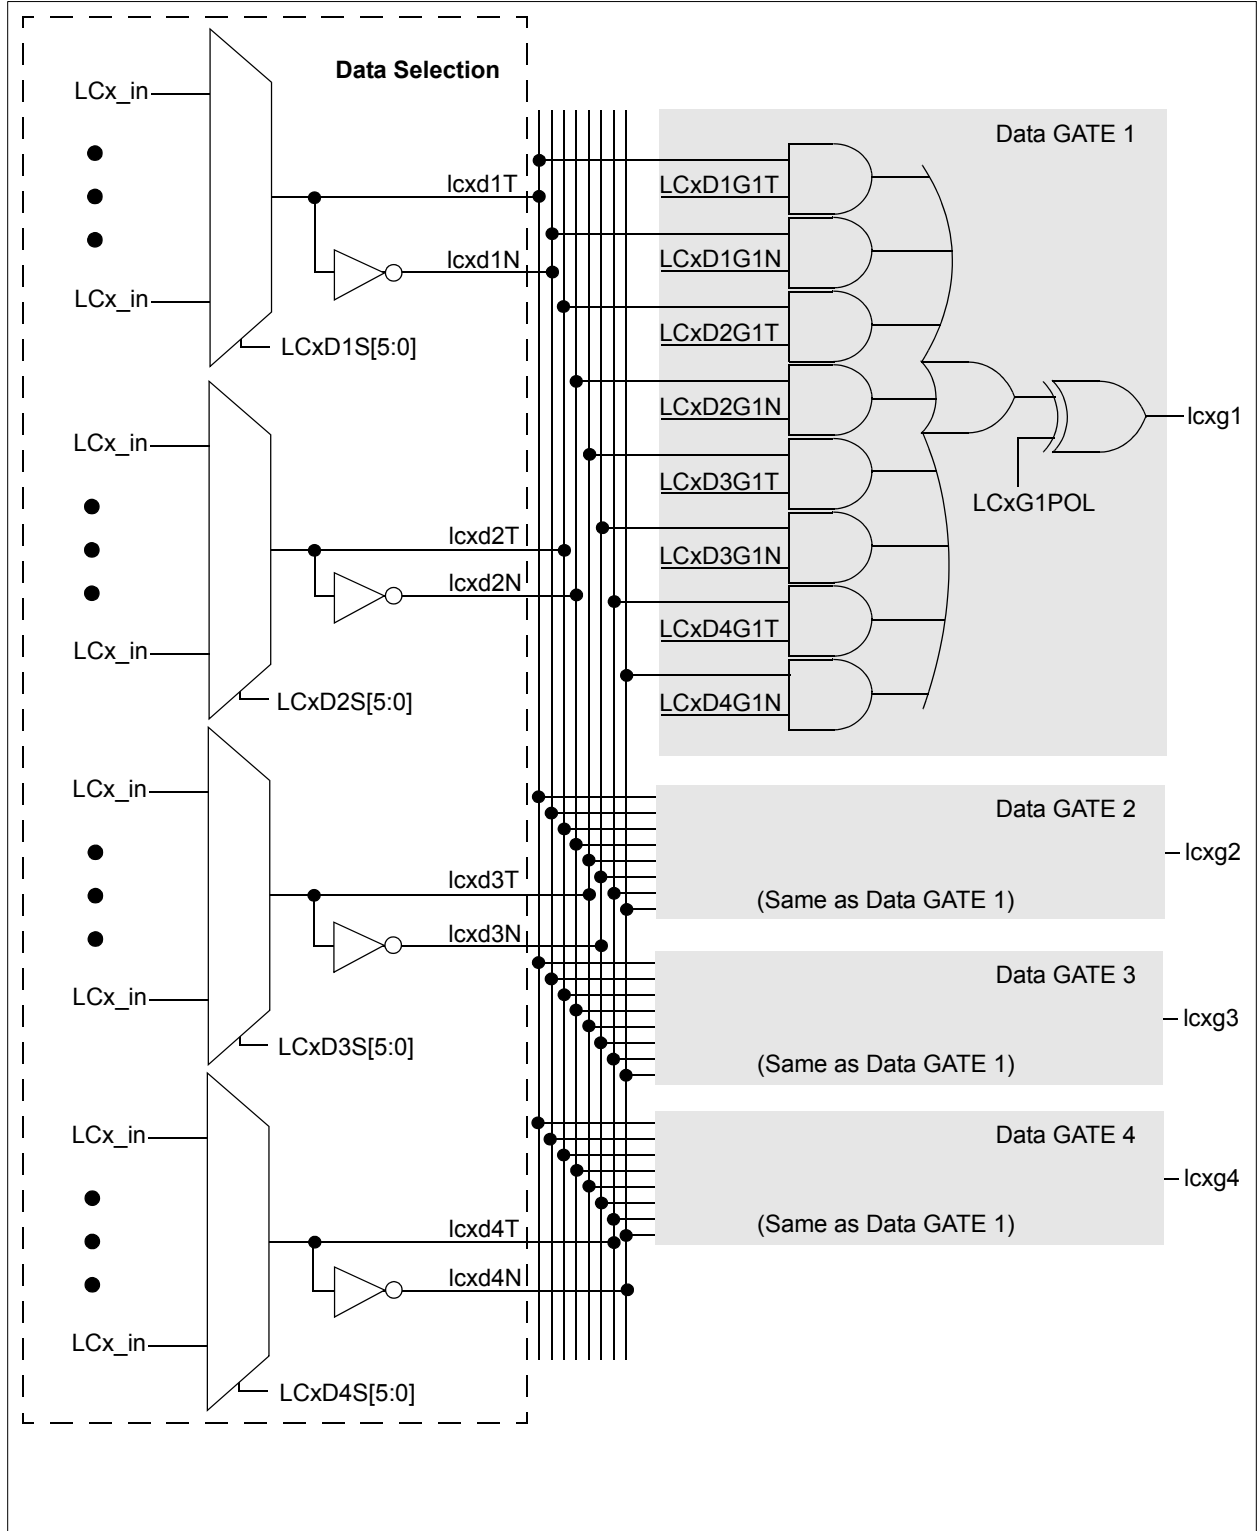 Data Selection
LCx_in
LCx_in
lcxd1T
lcxd1N
LCxD1S[5:0]
LCx_in
LCx_in
lcxd2T
lcxd2N
LCxD2S[5:0]
LCx_in
LCx_in
lcxd3T
lcxd3N
LCxD3S[5:0]
LCx_in
LCx_in
lcxd4T
lcxd4N
LCxD4S[5:0]
Data GATE 1
LCxD1G1T
LCxD1G1N
LCxD2G1T
LCxD2G1N
LCxD3G1T
LCxD3G1N
LCxD4G1T
LCxD4G1N
LCxG1POL
lcxg1
Data GATE 2
(Same as Data GATE 1)
lcxg2
Data GATE 3
(Same as Data GATE 1)
lcxg3
Data GATE 4
(Same as Data GATE 1)
lcxg4